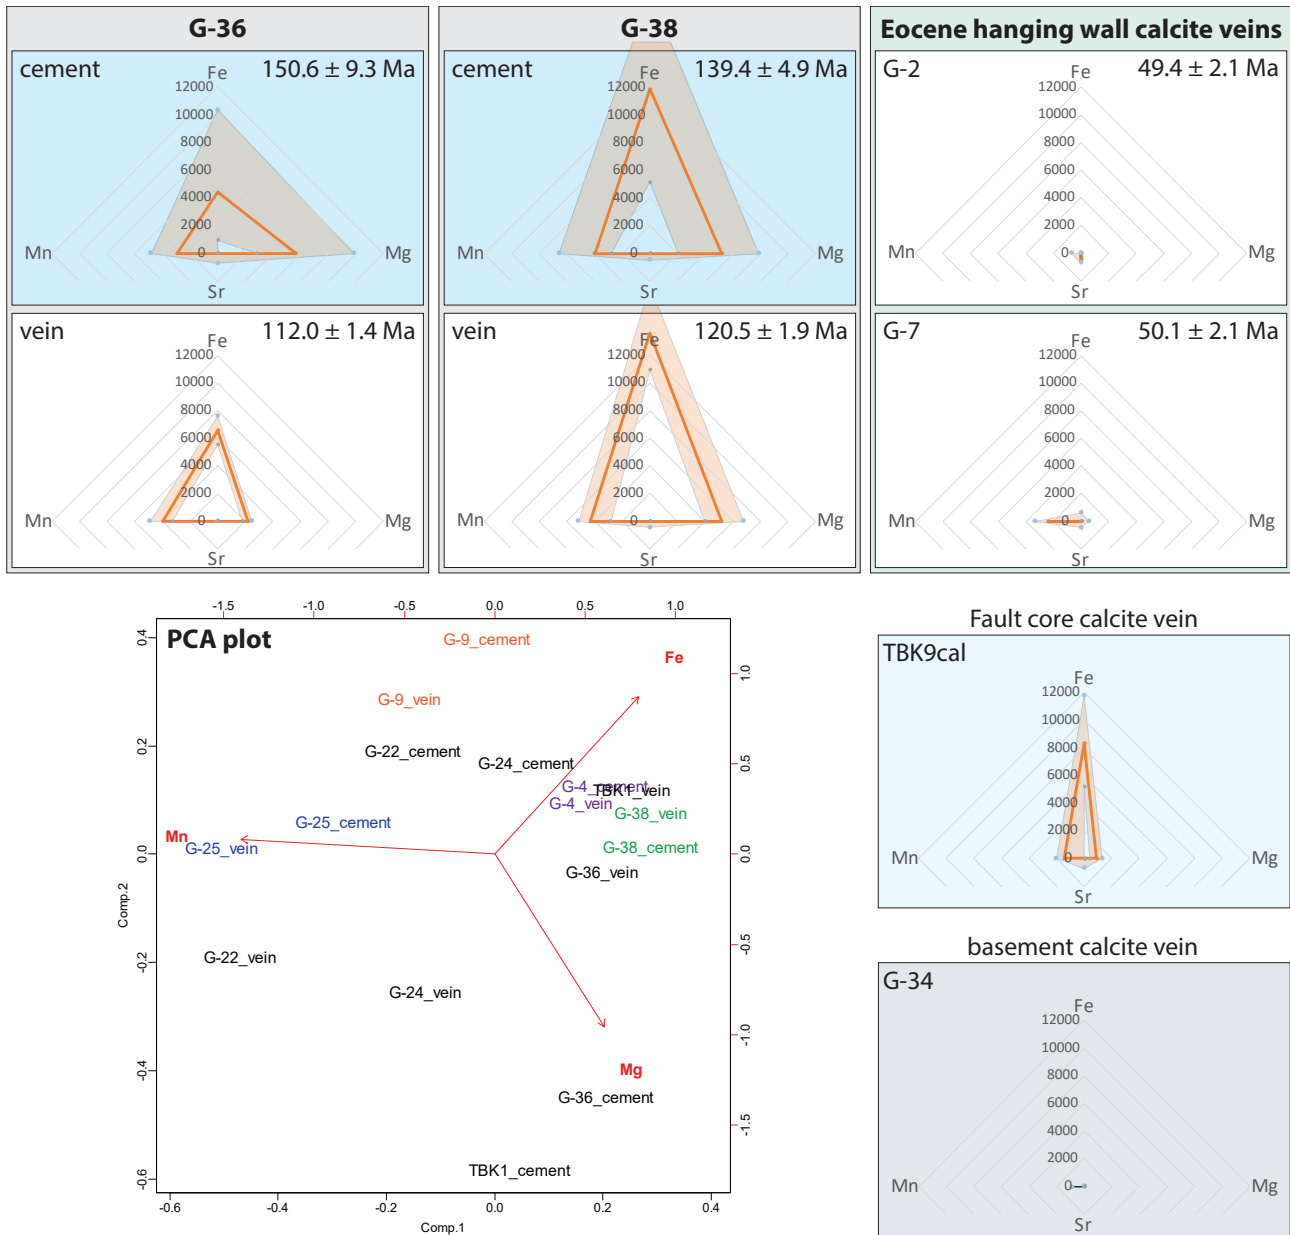 G-36
cement
150.6 ± 9.3 Ma
Fe
12000
10000
8000
6000
4000
2000
0
Mn
Mg
Sr
vein
112.0 ± 1.4 Ma
Fe
12000
10000
8000
6000
4000
2000
0
Mn
Mg
Sr
G-38
cement
139.4 ± 4.9 Ma
Fe
12000
10000
8000
6000
4000
2000
0
Mn
Mg
Sr
vein
120.5 ± 1.9 Ma
Fe
12000
10000
8000
6000
4000
2000
0
Mn
Mg
Sr
Eocene hanging wall calcite veins
G-2
49.4 ± 2.1 Ma
Fe
12000
10000
8000
6000
4000
2000
0
Mn
Mg
Sr
G-7
50.1 ± 2.1 Ma
Fe
12000
10000
8000
6000
4000
2000
0
Mn
Mg
Sr
-1.5 -1.0 -0.5 0.0 0.5 1.0
PCA plot
G-9_cement
Fe
G-9_vein
G-22_cement
G-24_cement
G-4_cement
TBK1_vein
G-4_vein
G-38_vein
G-25_cement
Mn
G-25_vein
G-38_cement
G-36_vein
G-22_vein
G-24_vein
Mg
G-36_cement
TBK1_cement
0.4
0.2
0.0
-0.2
-0.4
-0.6
Comp.2
1.0
0.5
0.0
-0.5
-1.0
-1.5
-0.6 -0.4 -0.2 0.0 0.2 0.4
Comp.1
Fault core calcite vein
TBK9cal
Fe
12000
10000
8000
6000
4000
2000
0
Mn
Mg
Sr
basement calcite vein
G-34
Fe
12000
10000
8000
6000
4000
2000
0
Mn
Mg
Sr